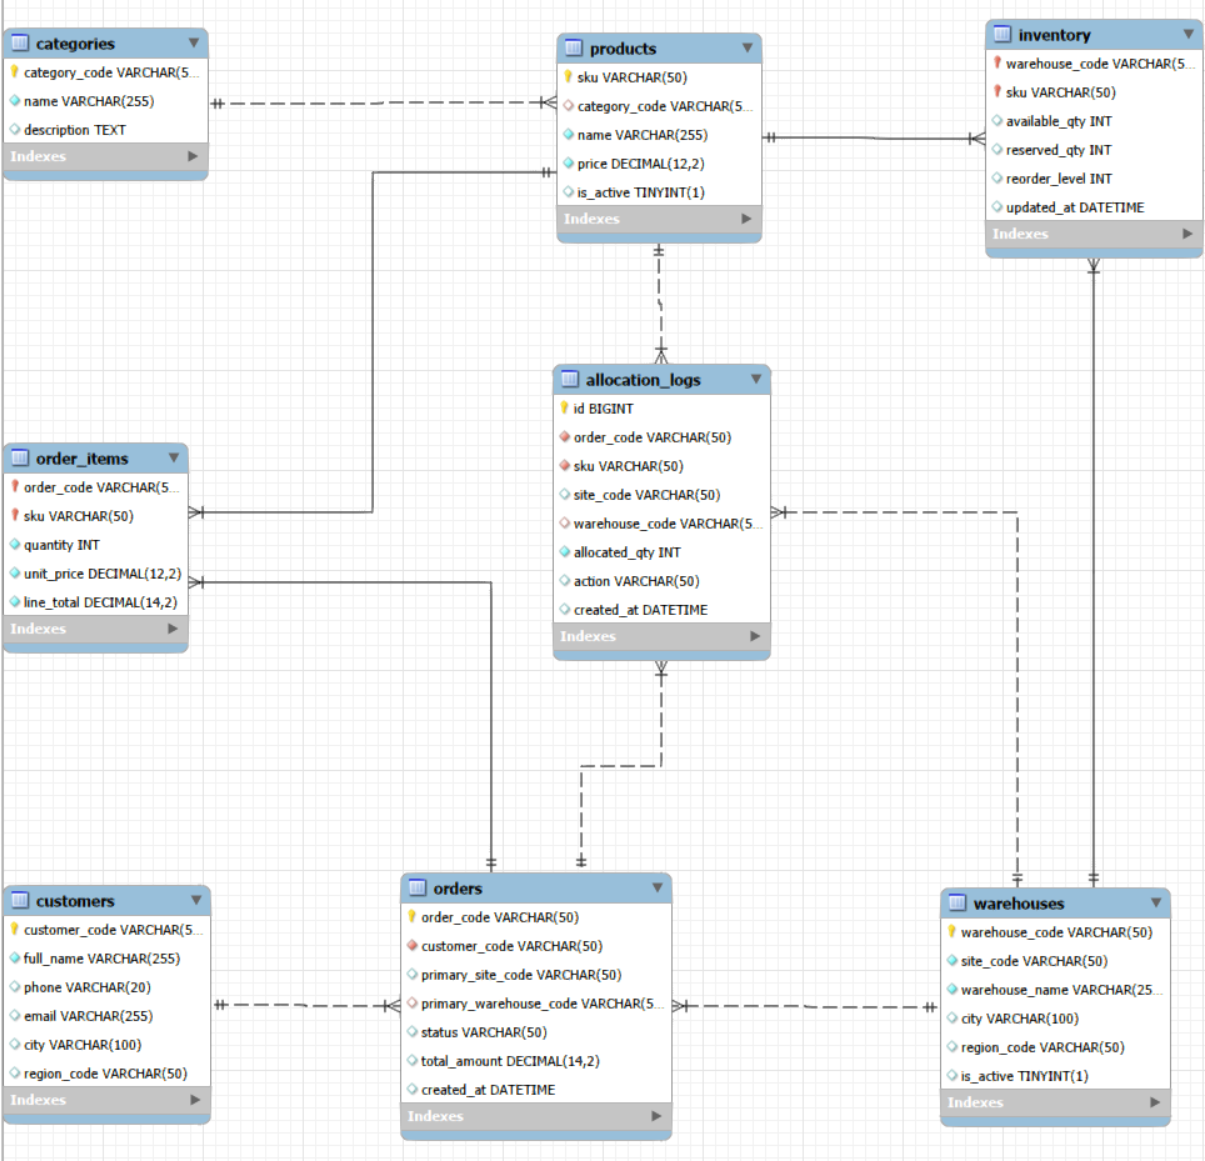 categories
category_code VARCHAR(5...
name VARCHAR(255)
description TEXT
Indexes
products
sku VARCHAR(50)
category_code VARCHAR(5...
name VARCHAR(255)
price DECIMAL(12,2)
is_active TINYINT(1)
Indexes
inventory
warehouse_code VARCHAR(5...
sku VARCHAR(50)
available_qty INT
reserved_qty INT
reorder_level INT
updated_at DATETIME
Indexes
order_items
order_code VARCHAR(5...
sku VARCHAR(50)
quantity INT
unit_price DECIMAL(12,2)
line_total DECIMAL(14,2)
Indexes
allocation_logs
id BIGINT
order_code VARCHAR(50)
sku VARCHAR(50)
site_code VARCHAR(50)
warehouse_code VARCHAR(5...
allocated_qty INT
action VARCHAR(50)
created_at DATETIME
Indexes
customers
customer_code VARCHAR(5...
full_name VARCHAR(255)
phone VARCHAR(20)
email VARCHAR(255)
city VARCHAR(100)
region_code VARCHAR(50)
Indexes
orders
order_code VARCHAR(50)
customer_code VARCHAR(50)
primary_site_code VARCHAR(50)
primary_warehouse_code VARCHAR(5...
status VARCHAR(50)
total_amount DECIMAL(14,2)
created_at DATETIME
Indexes
warehouses
warehouse_code VARCHAR(50)
site_code VARCHAR(50)
warehouse_name VARCHAR(25...
city VARCHAR(100)
region_code VARCHAR(50)
is_active TINYINT(1)
Indexes